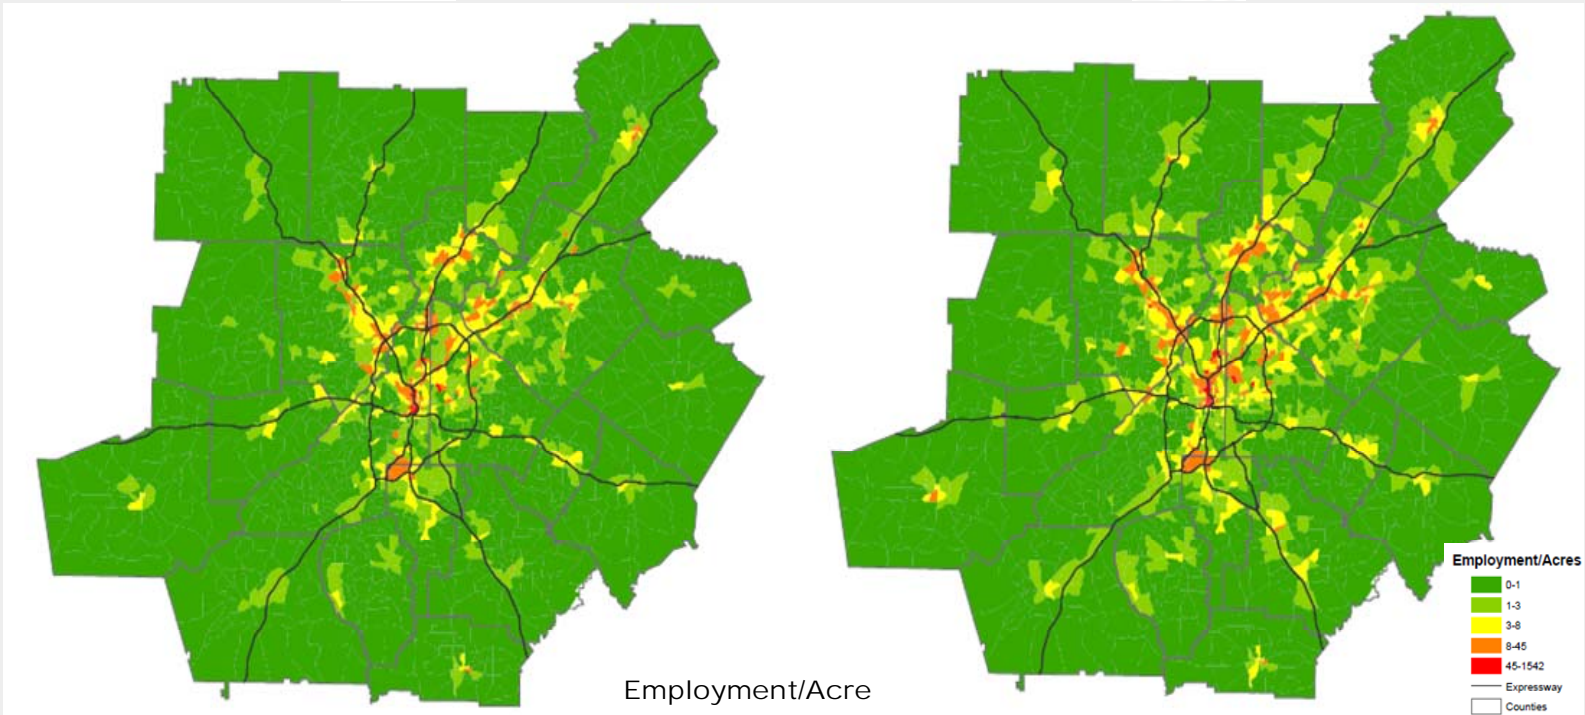 Employment/Acre
Employment/Acres
0-1
1-3
3-8
8-45
45-1542
Expressway
Counties